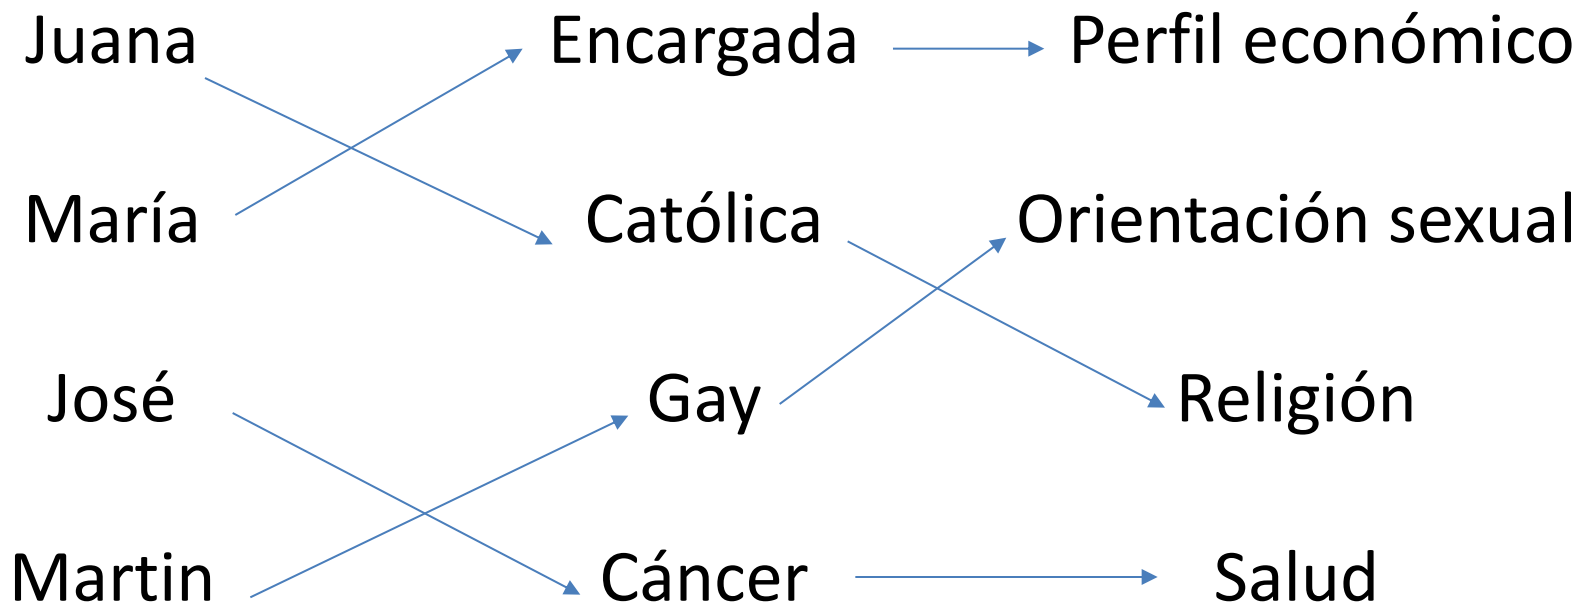 Juana Encargada Perfil económico
María Católica Orientación sexual
José Gay Religión
Martin Cáncer Salud